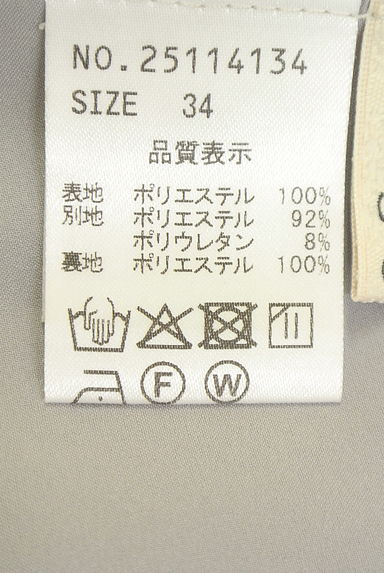 NO.25114134
SIZE 34
品質表示
表地 ポリエステル 100%
別地 ポリエステル 92%
ポリウレタン 8%
裏地 ポリエステル 100%
F W